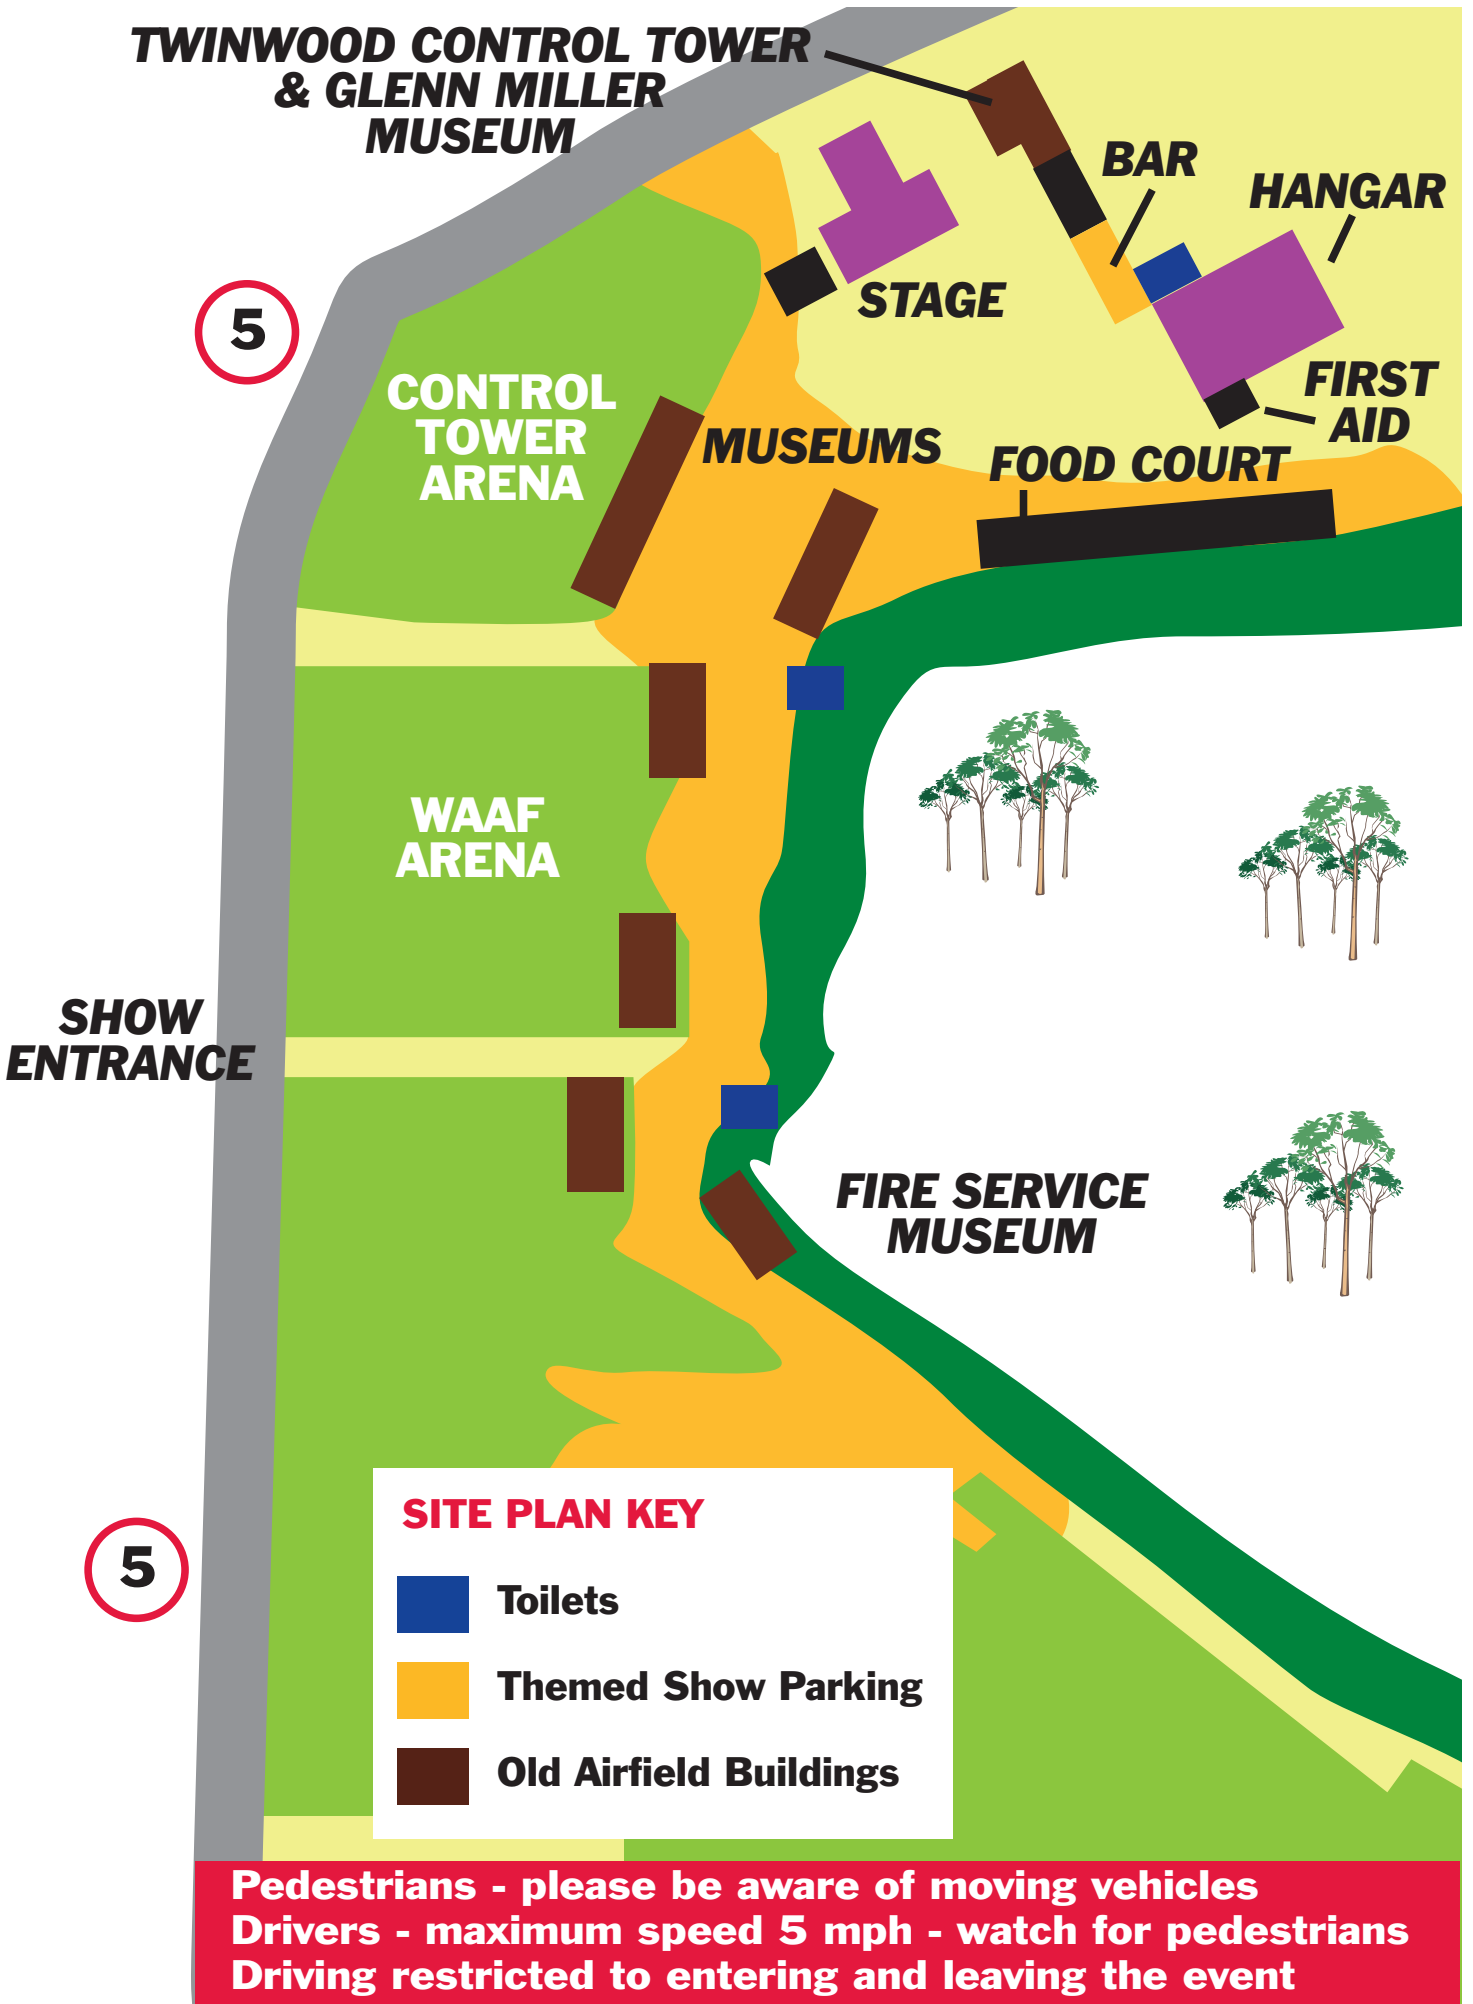 TWINWOOD CONTROL TOWER
& GLENN MILLER
MUSEUM
BAR
HANGAR
5
STAGE
CONTROL
TOWER
ARENA
FIRST
AID
MUSEUMS
FOOD COURT
WAAF
ARENA
SHOW
ENTRANCE
FIRE SERVICE
MUSEUM
5
SITE PLAN KEY
Toilets
Themed Show Parking
Old Airfield Buildings
Pedestrians - please be aware of moving vehicles
Drivers - maximum speed 5 mph - watch for pedestrians
Driving restricted to entering and leaving the event